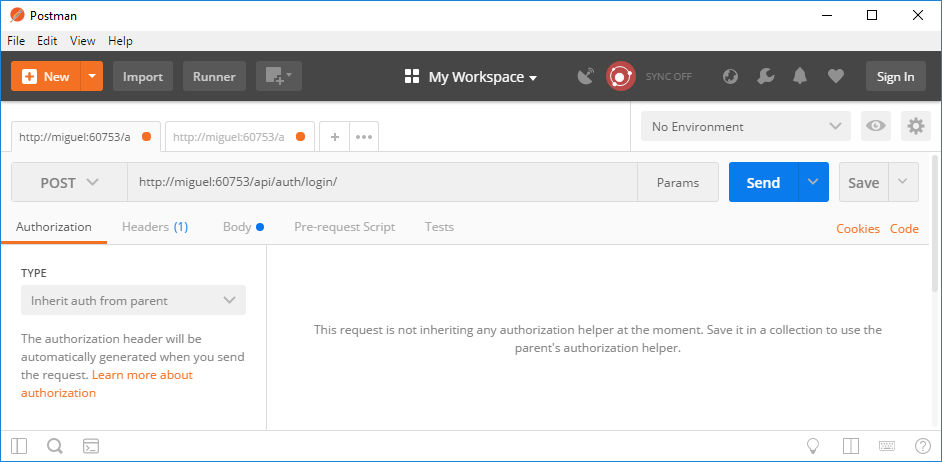 Postman
File Edit View Help
New Import Runner My Workspace SYNC OFF Sign In
http://miguel:60753/a http://miguel:60753/a + ••• No Environment
POST http://miguel:60753/api/auth/login/ Params Send Save
Authorization Headers (1) Body Pre-request Script Tests Cookies Code
TYPE
Inherit auth from parent
The authorization header will be
automatically generated when you send
the request. Learn more about
authorization
This request is not inheriting any authorization helper at the moment. Save it in a collection to use the
parent's authorization helper.